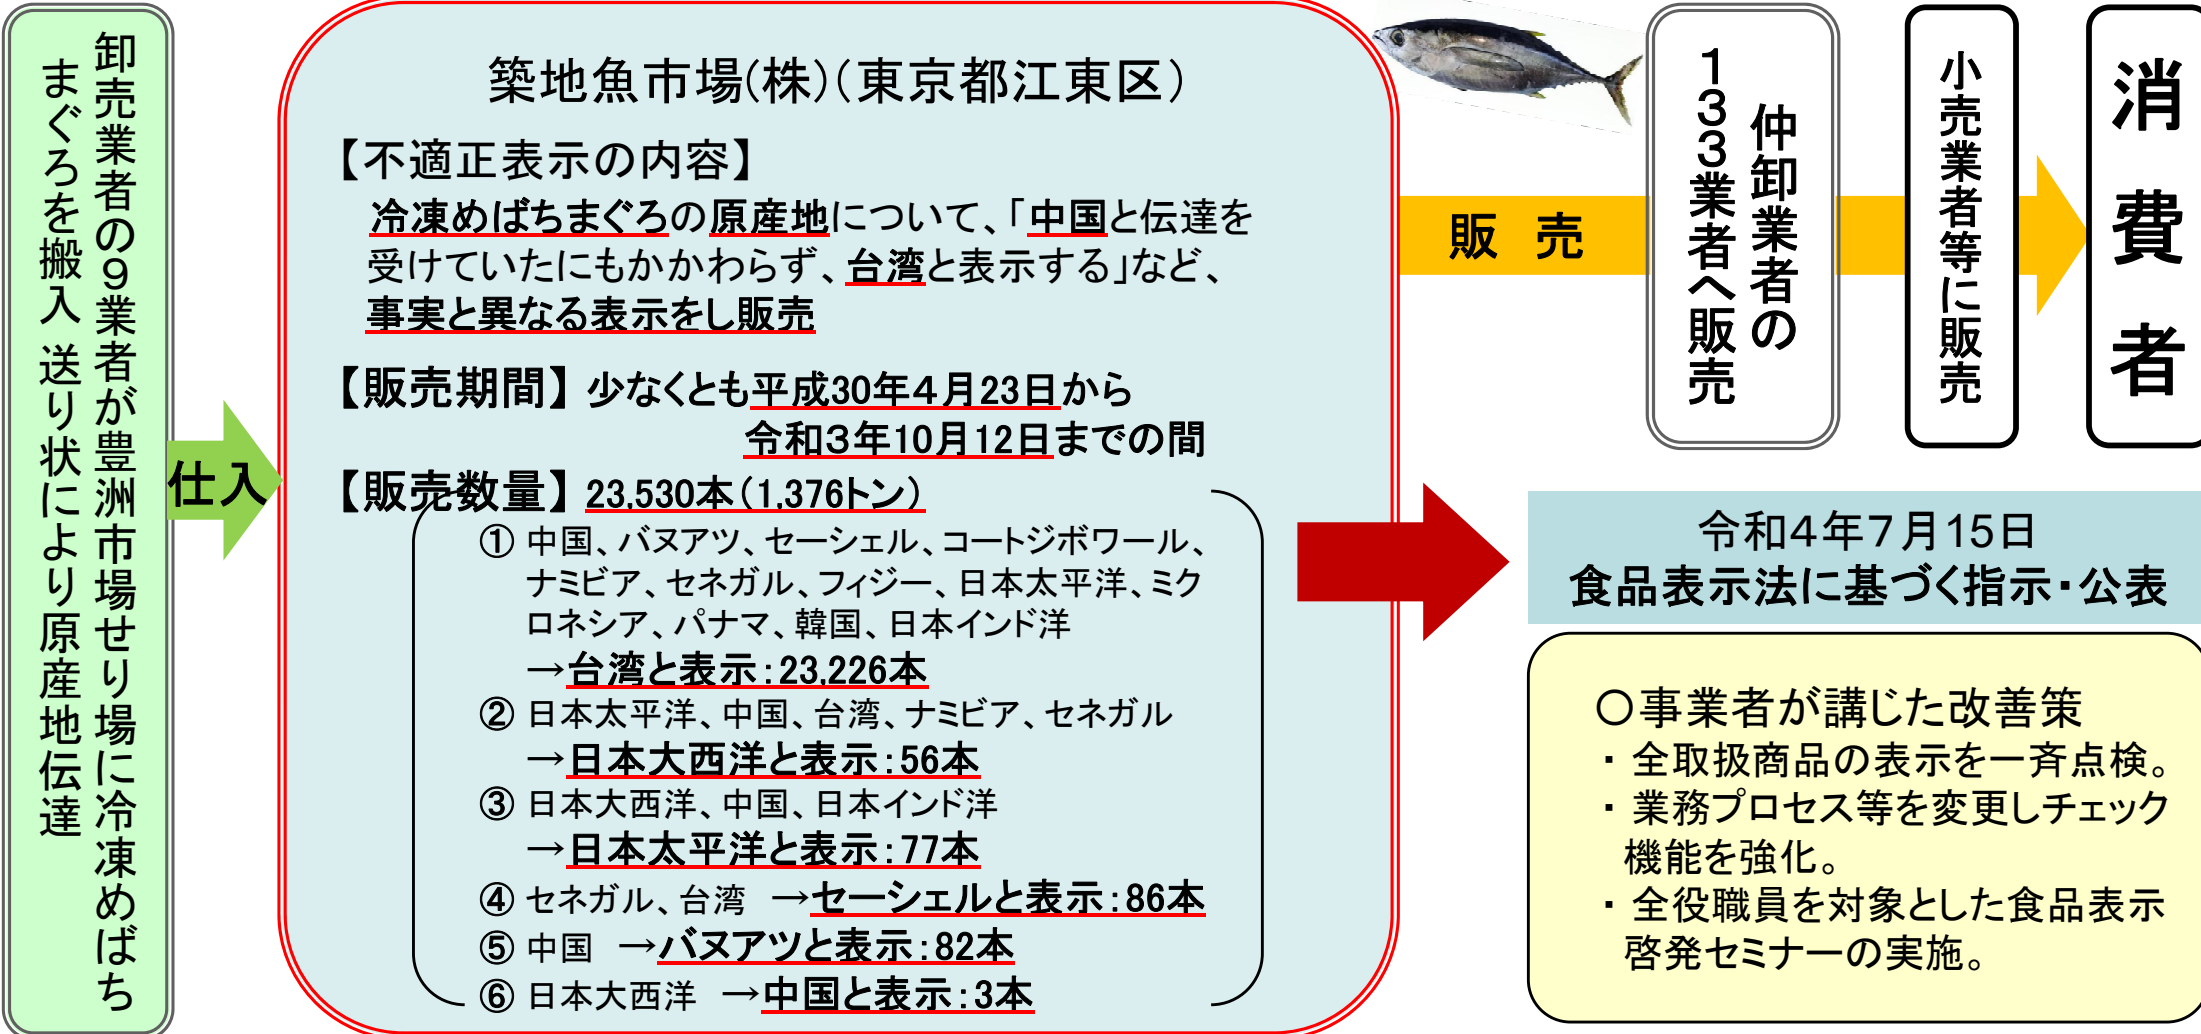 卸売業者の９業者が豊洲市場せり場に冷凍めばち
まぐろを搬入 送り状により原産地伝達
仕入
築地魚市場(株)(東京都江東区)
【不適正表示の内容】
冷凍めばちまぐろの原産地について、「中国と伝達を
受けていたにもかかわらず、台湾と表示する」など、
事実と異なる表示をし販売
【販売期間】少なくとも平成30年４月23日から
令和３年10月12日までの間
【販売数量】23,530本(1,376トン)
① 中国、バヌアツ、セーシェル、コートジボワール、
ナミビア、セネガル、フィジー、日本太平洋、ミク
ロネシア、パナマ、韓国、日本インド洋
→台湾と表示：23,226本
② 日本太平洋、中国、台湾、ナミビア、セネガル
→日本大西洋と表示：56本
③ 日本大西洋、中国、日本インド洋
→日本太平洋と表示：77本
④ セネガル、台湾 →セーシェルと表示：86本
⑤ 中国 →バヌアツと表示：82本
⑥ 日本大西洋 →中国と表示：3本
販 売
仲卸業者の
１３３業者へ販売
小売業者等に販売
消費者
令和４年７月15日
食品表示法に基づく指示・公表
○事業者が講じた改善策
・ 全取扱商品の表示を一斉点検。
・ 業務プロセス等を変更しチェック
機能を強化。
・ 全役職員を対象とした食品表示
啓発セミナーの実施。